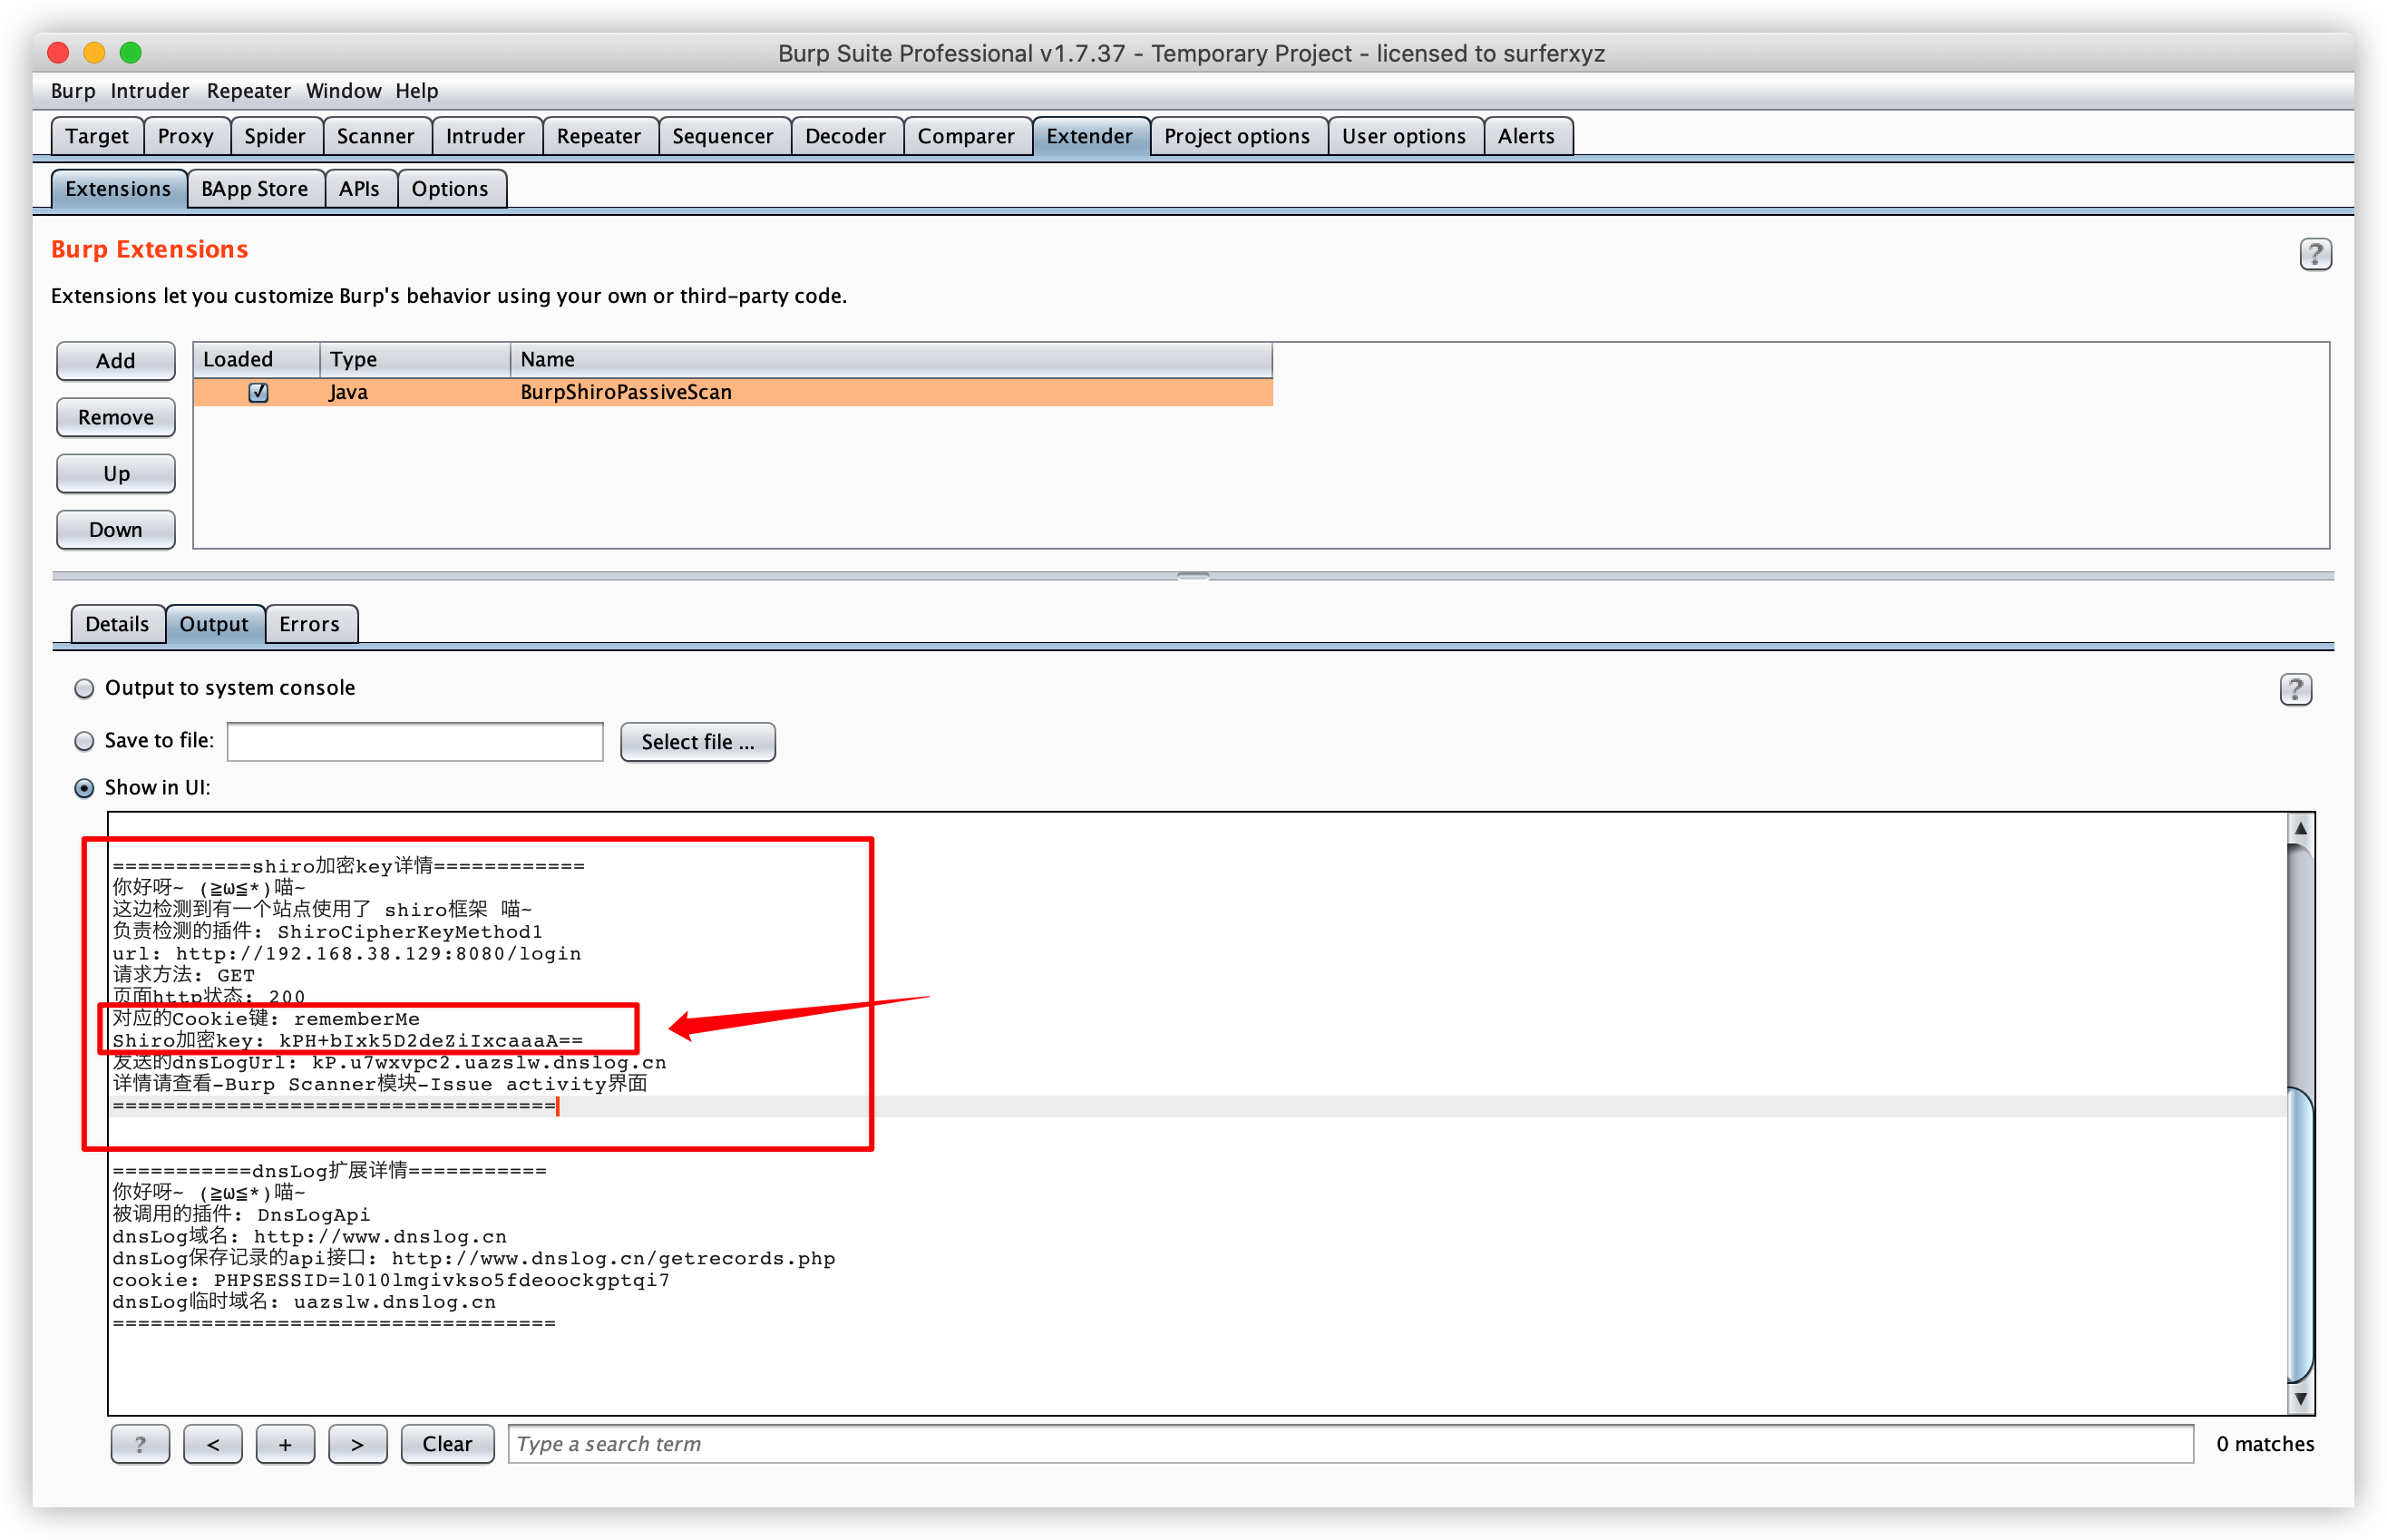 Burp Suite Professional v1.7.37 - Temporary Project - licensed to surferxyz
Burp Intruder Repeater Window Help
Target Proxy Spider Scanner Intruder Repeater Sequencer Decoder Comparer Extender Project options User options Alerts
Extensions BApp Store APIs Options
Burp Extensions
?
Extensions let you customize Burp's behavior using your own or third-party code.
Add
Remove
Up
Down
Loaded Type Name
Java BurpShiroPassiveScan
Details Output Errors
Output to system console
?
Save to file: Select file ...
Show in UI:
===========shiro加密key详情============
你好呀~ (≧ω≦*)喵~
这边检测到有一个站点使用了 shiro框架 喵~
负责检测的插件: ShiroCipherKeyMethod1
url: http://192.168.38.129:8080/login
请求方法: GET
页面http状态: 200
对应的Cookie键: rememberMe
Shiro加密key: kPH+bIxk5D2deZiIxcaaaA==
发送的dnsLogUrl: kP.u7wxvpc2.uazslw.dnslog.cn
详情请查看-Burp Scanner模块-Issue activity界面
===================================
===========dnsLog扩展详情===========
你好呀~ (≧ω≦*)喵~
被调用的插件: DnsLogApi
dnsLog域名: http://www.dnslog.cn
dnsLog保存记录的api接口: http://www.dnslog.cn/getrecords.php
cookie: PHPSESSID=l010lmgivkso5fdeoockgptqi7
dnsLog临时域名: uazslw.dnslog.cn
===================================
? < + > Clear Type a search term 0 matches